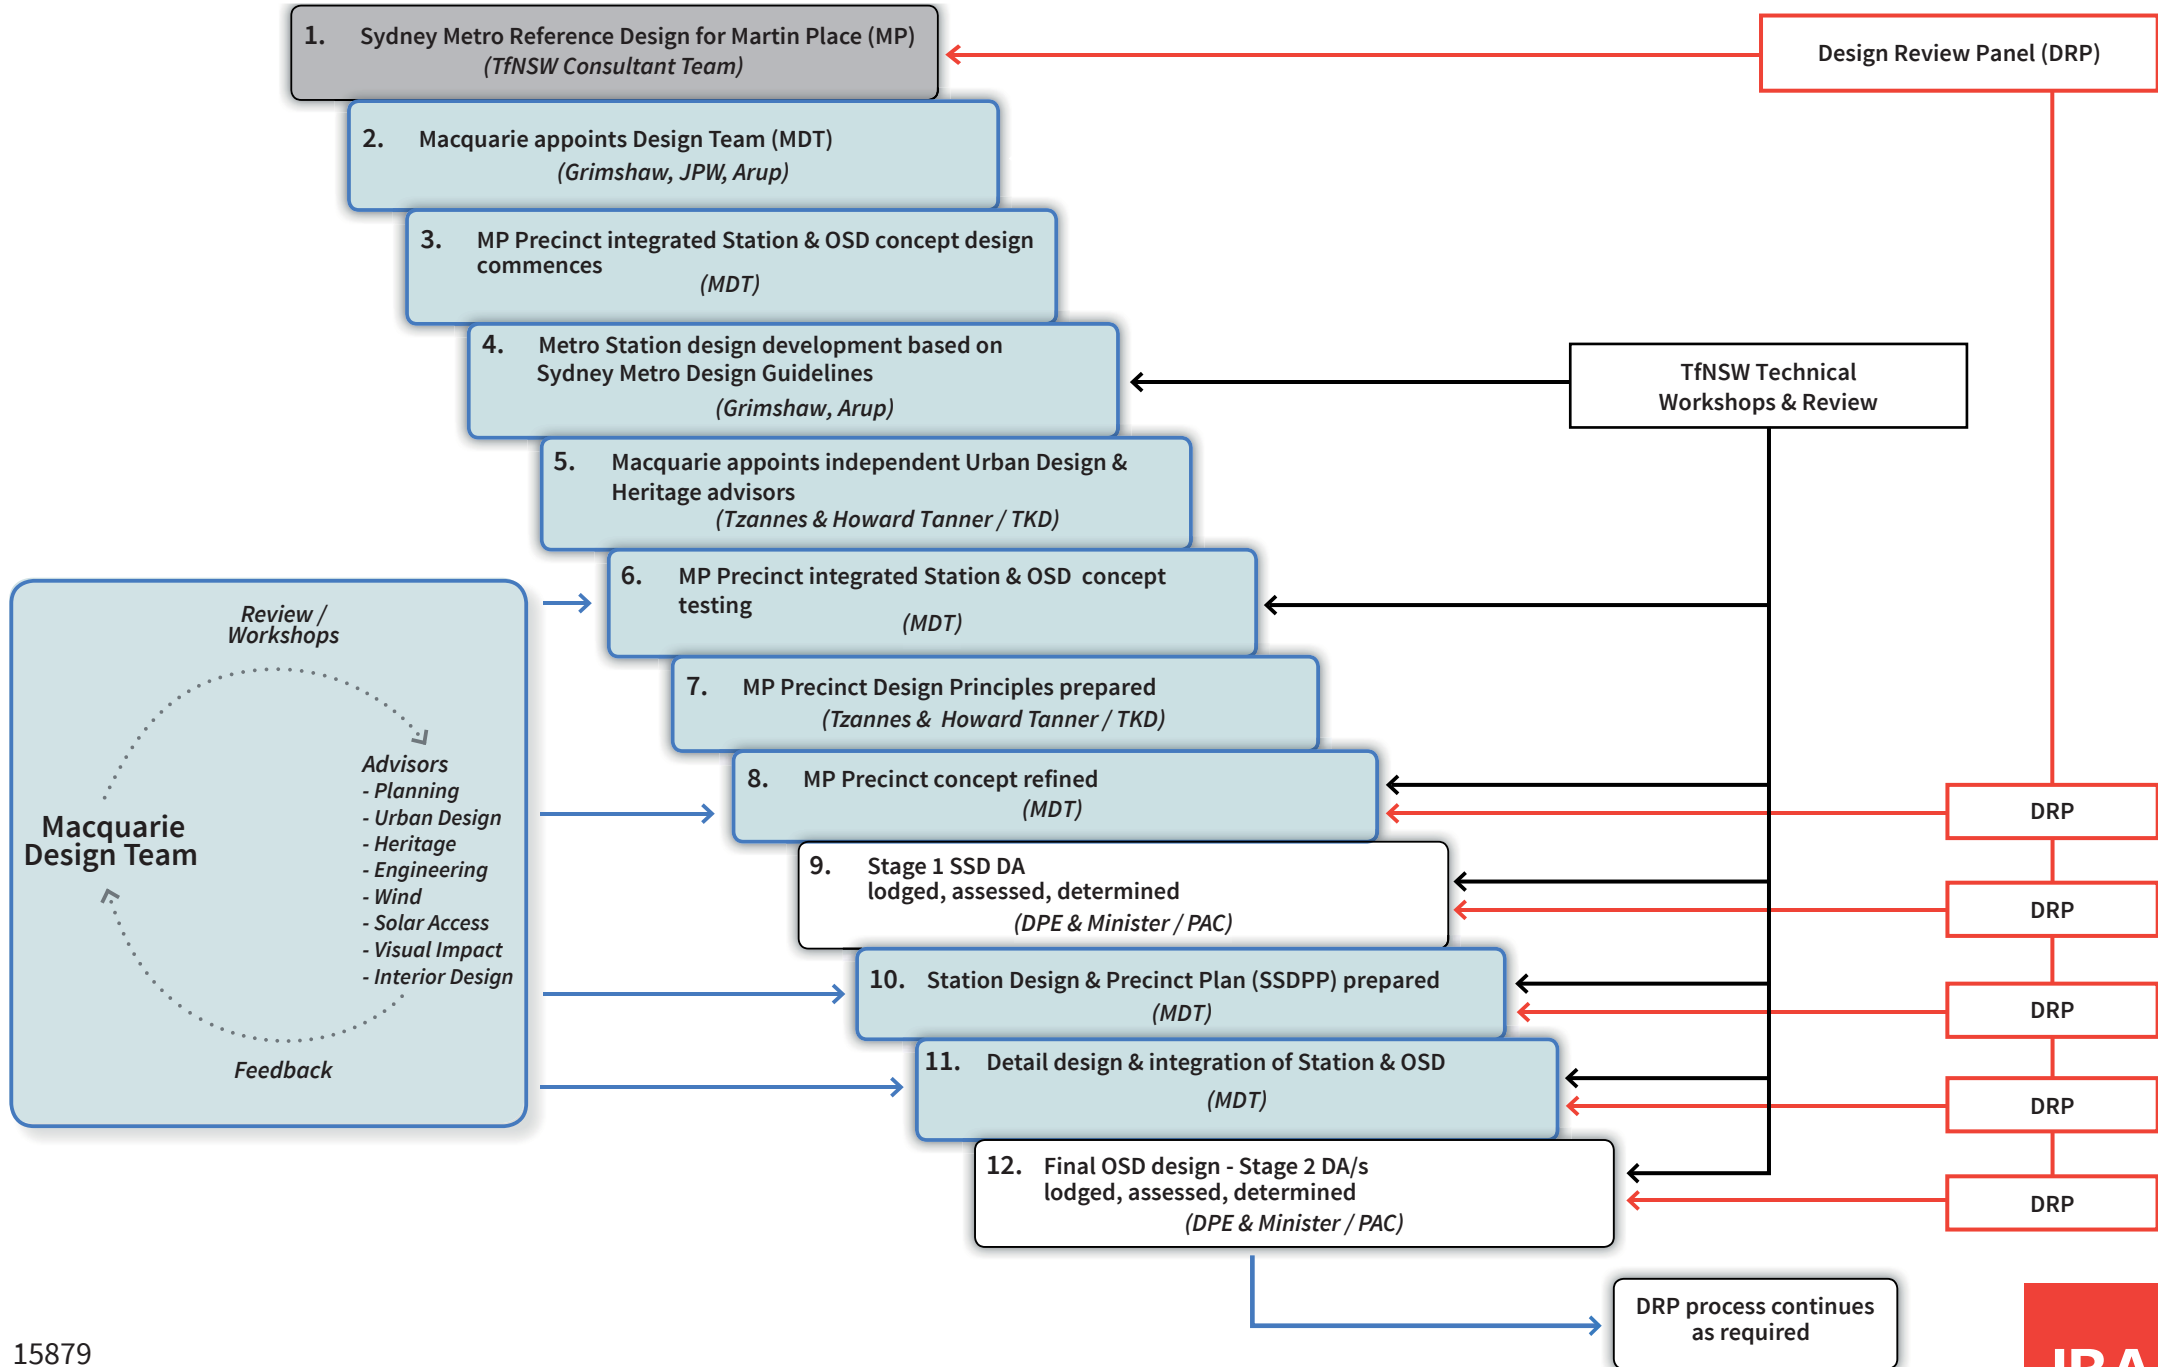 1. Sydney Metro Reference Design for Martin Place (MP)
(TfNSW Consultant Team)
Design Review Panel (DRP)
2. Macquarie appoints Design Team (MDT)
(Grimshaw, JPW, Arup)
3. MP Precinct integrated Station & OSD concept design
commences
(MDT)
4. Metro Station design development based on
Sydney Metro Design Guidelines
(Grimshaw, Arup)
TfNSW Technical
Workshops & Review
5. Macquarie appoints independent Urban Design &
Heritage advisors
(Tzannes & Howard Tanner / TKD)
6. MP Precinct integrated Station & OSD concept
testing
(MDT)
7. MP Precinct Design Principles prepared
(Tzannes & Howard Tanner / TKD)
8. MP Precinct concept refined
(MDT)
DRP
9. Stage 1 SSD DA
lodged, assessed, determined
(DPE & Minister / PAC)
DRP
10. Station Design & Precinct Plan (SSDPP) prepared
(MDT)
DRP
11. Detail design & integration of Station & OSD
(MDT)
DRP
12. Final OSD design - Stage 2 DA/s
lodged, assessed, determined
(DPE & Minister / PAC)
DRP
DRP process continues
as required
Review /
Workshops
Macquarie
Design Team
Advisors
- Planning
- Urban Design
- Heritage
- Engineering
- Wind
- Solar Access
- Visual Impact
- Interior Design
Feedback
15879